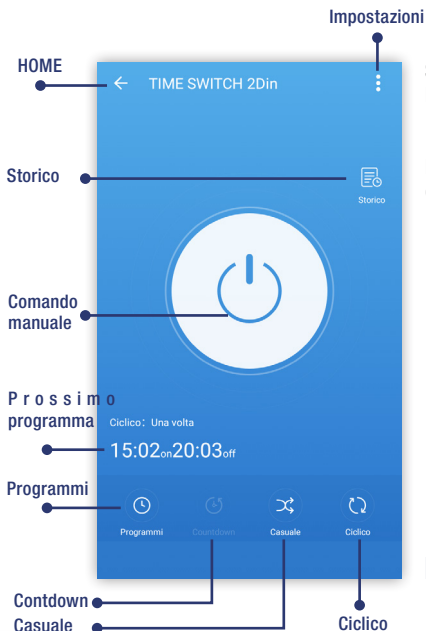 Impostazioni
HOME
TIME SWITCH 2Din
Storico
Storico
Comando
manuale
Prossimo
programma
Ciclico: Una volta
15:02on20:03off
Programmi
Programmi
Countdown
Casuale
Ciclico
Contdown
Casuale
Ciclico